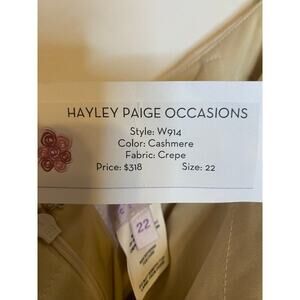 HAYLEY PAIGE OCCASIONS
Style: W914
Color: Cashmere
Fabric: Crepe
Price: $318 Size: 22
22